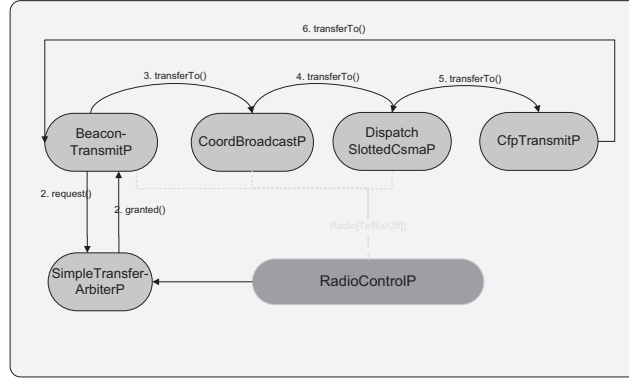 6. transferTo()
3. transferTo()
4. transferTo()
5. transferTo()
Beacon-
TransmitP
CoordBroadcastP
Dispatch
SlottedCsmaP
CfpTransmitP
2. request()
2. granted()
Radio[Tx/Rx/Off]]
SimpleTransfer-
ArbiterP
RadioControlP